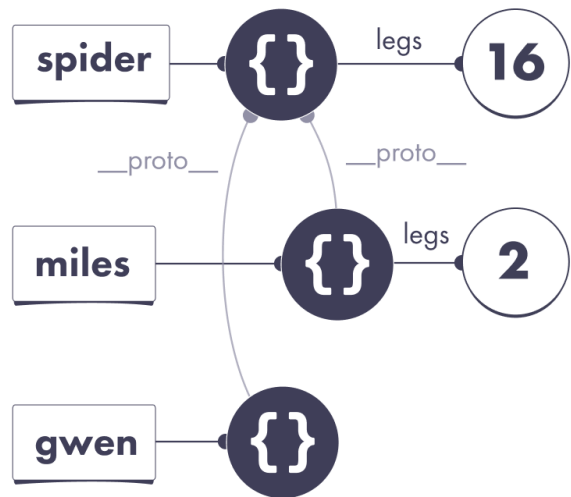 spider {} legs 16
__proto__ __proto__
miles {} legs 2
gwen {}